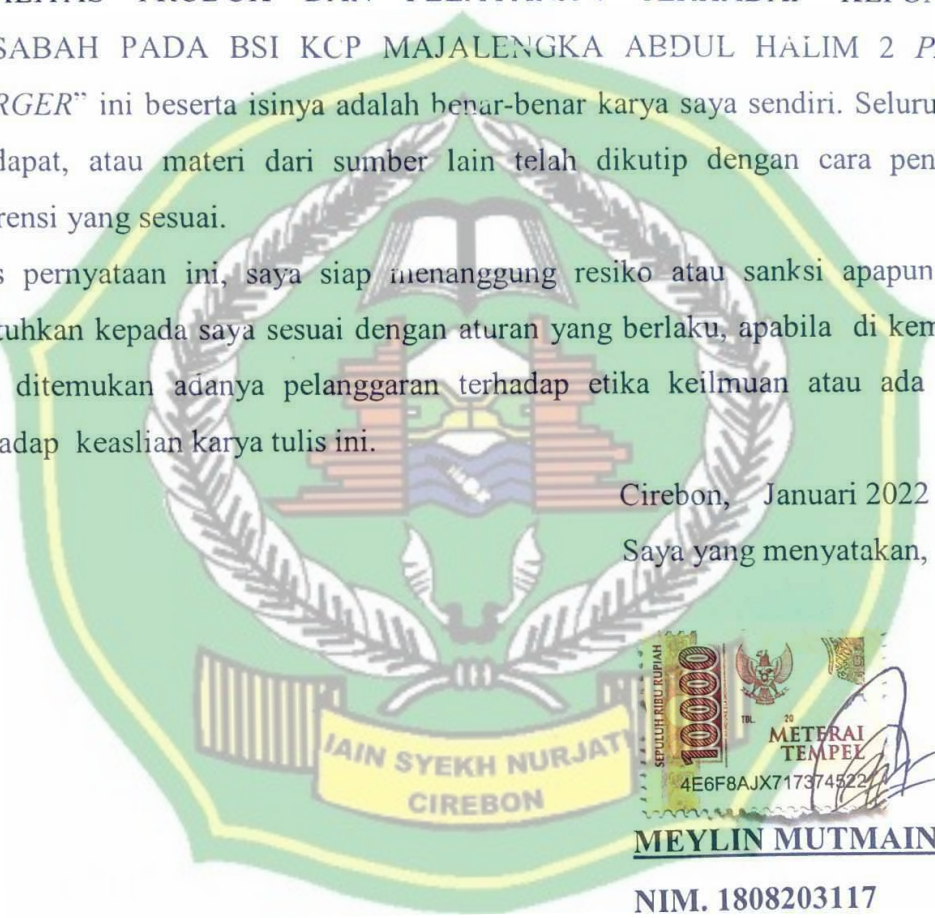 DAN TERHADAP
SABAH PADA BSI KCP MAJALENGKA ABDUL HALIM 2
RGER” ini beserta isinya adalah benar-benar karya saya sendiri. Seluru
dapat, atau materi dari sumber lain telah dikutip dengan cara pen
rensi yang sesuai.
s pernyataan ini, saya siap menanggung resiko atau sanksi apapun
tuhkan kepada saya sesuai dengan aturan yang berlaku, apabila di kem
ditemukan adanya pelanggaran terhadap etika keilmuan atau ada
adap keaslian karya tulis ini.
Cirebon, Januari 2022
Saya yang menyatakan,
SEPULUH RIBU RUPIAH
10000
TBL. 20
METERAI
TEMPEL
4E6F8AJX717374522
MEYLIN MUTMAIN
NIM. 1808203117
IAIN SYEKH NURJATI
CIREBON